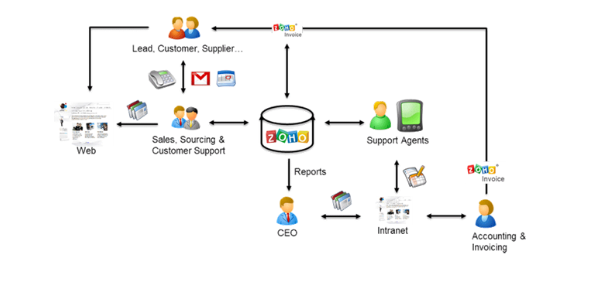 ZOHO
Invoice
Lead, Customer, Supplier...
Web
Sales, Sourcing &
Customer Support
ZOHO
Support Agents
Reports
ZOHO
Invoice
CEO
Intranet
Accounting &
Invoicing